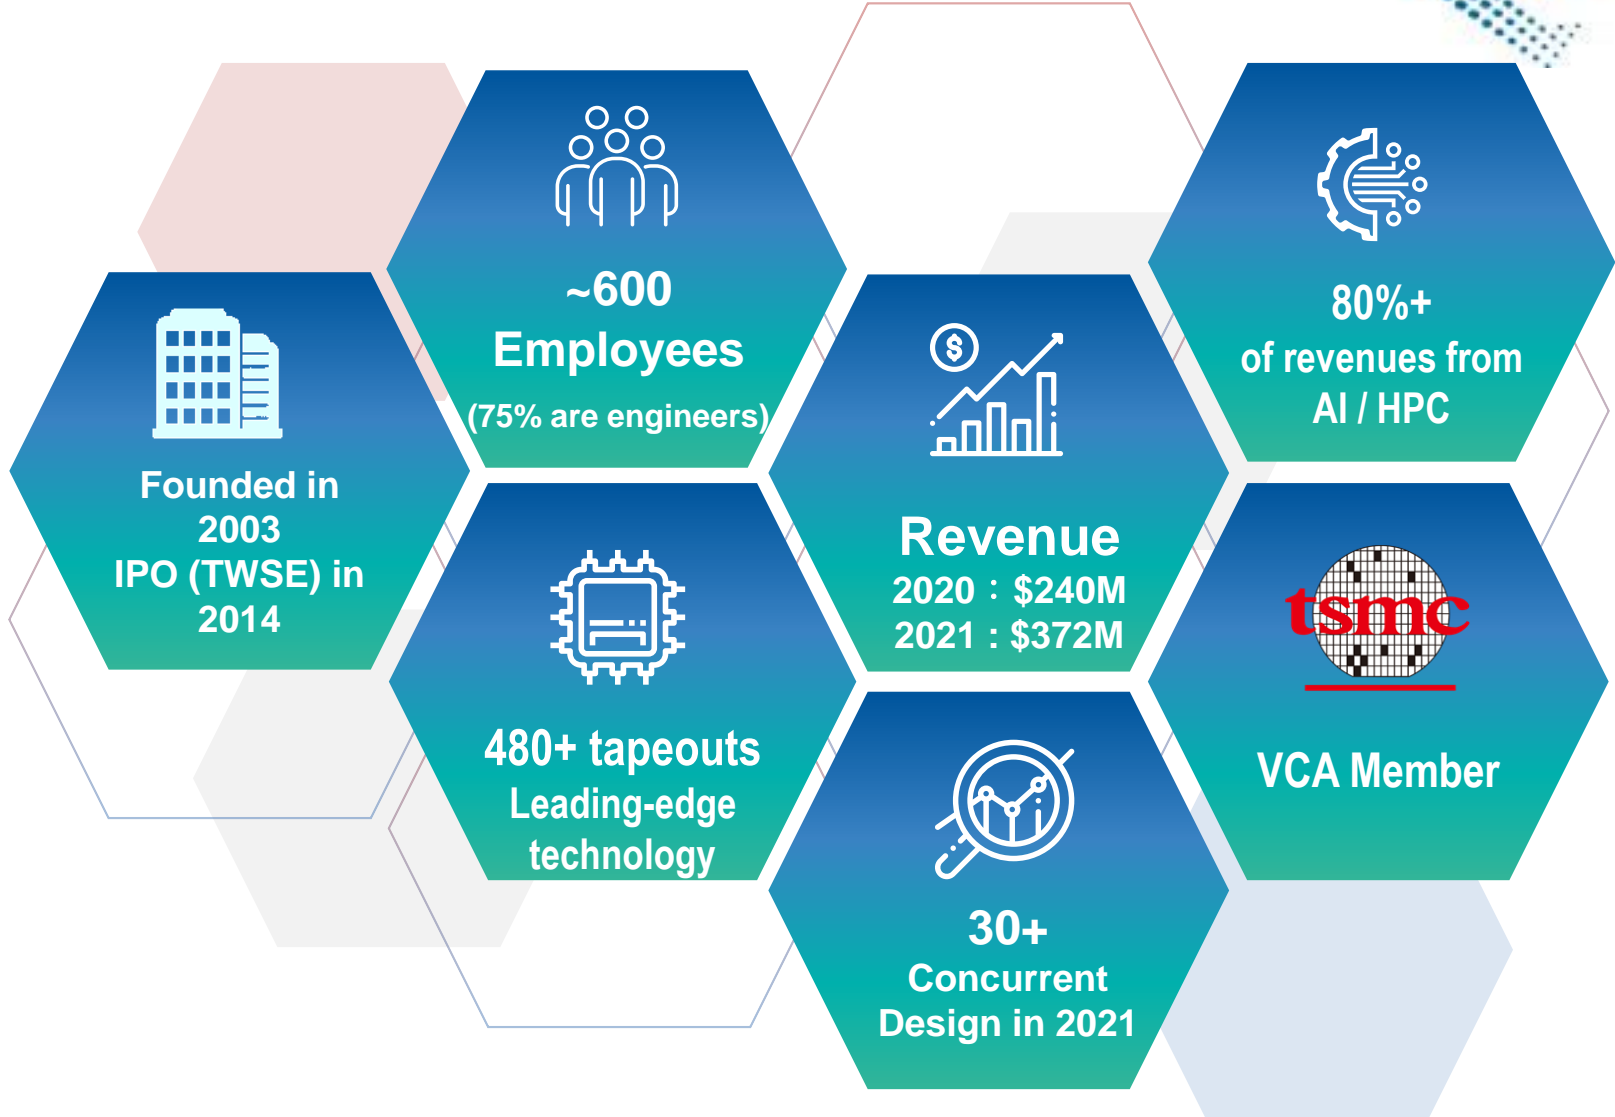 ~600
Employees
(75% are engineers)
80%+
of revenues from
AI / HPC
Founded in
2003
IPO (TWSE) in
2014
$
Revenue
2020：$240M
2021 : $372M
tsmc
VCA Member
480+ tapeouts
Leading-edge
technology
30+
Concurrent
Design in 2021